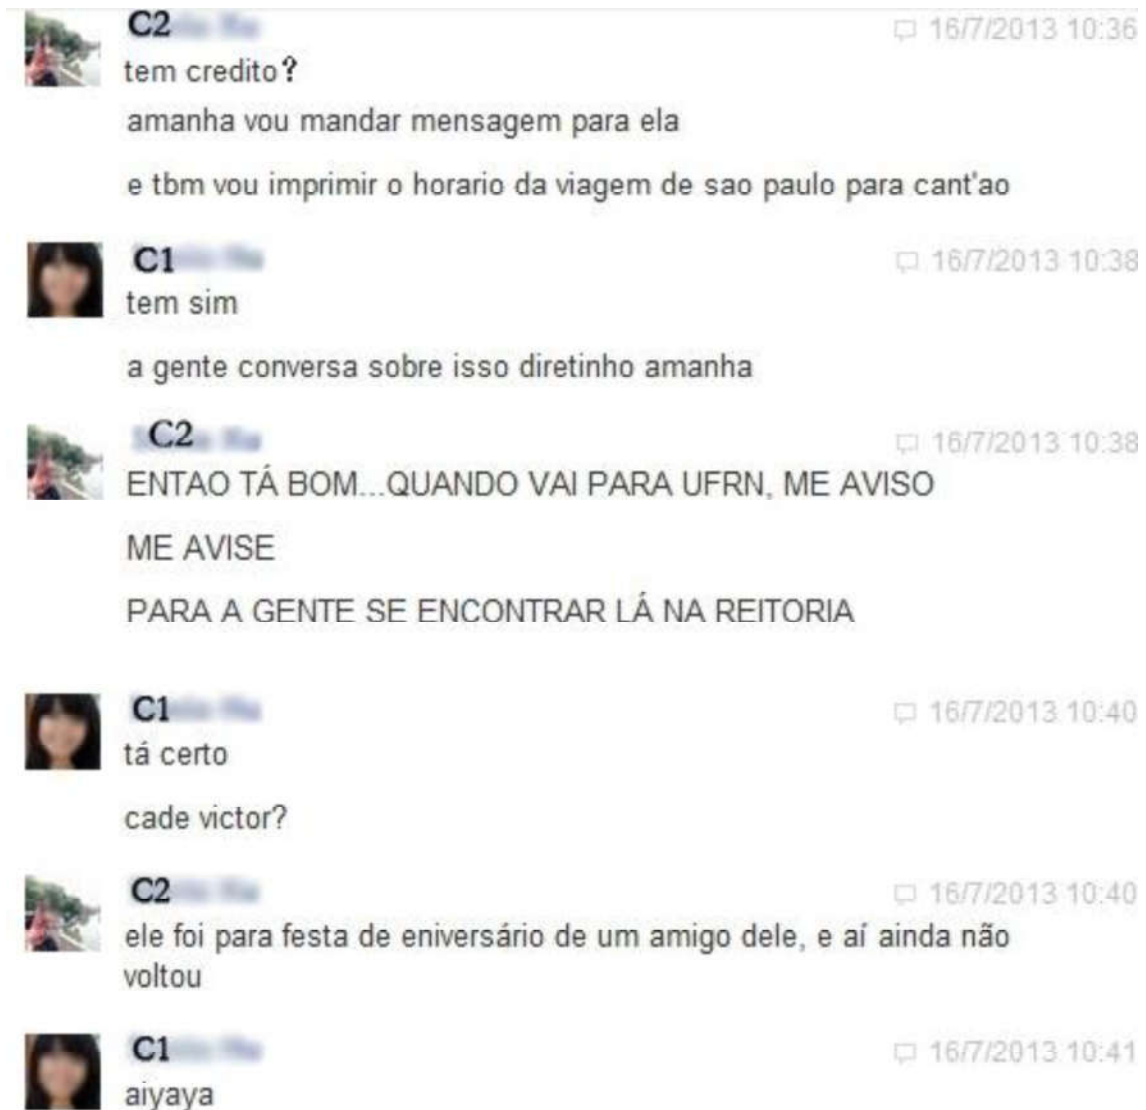 C2
16/7/2013 10:36
tem credito?
amanha vou mandar mensagem para ela
e tbm vou imprimir o horario da viagem de sao paulo para cant'ao
C1
16/7/2013 10:38
tem sim
a gente conversa sobre isso diretinho amanha
C2
16/7/2013 10:38
ENTAO TÁ BOM...QUANDO VAI PARA UFRN, ME AVISO
ME AVISE
PARA A GENTE SE ENCONTRAR LÁ NA REITORIA
C1
16/7/2013 10:40
tá certo
cade victor?
C2
16/7/2013 10:40
ele foi para festa de eniversário de um amigo dele, e aí ainda não
voltou
C1
16/7/2013 10:41
aiyaya